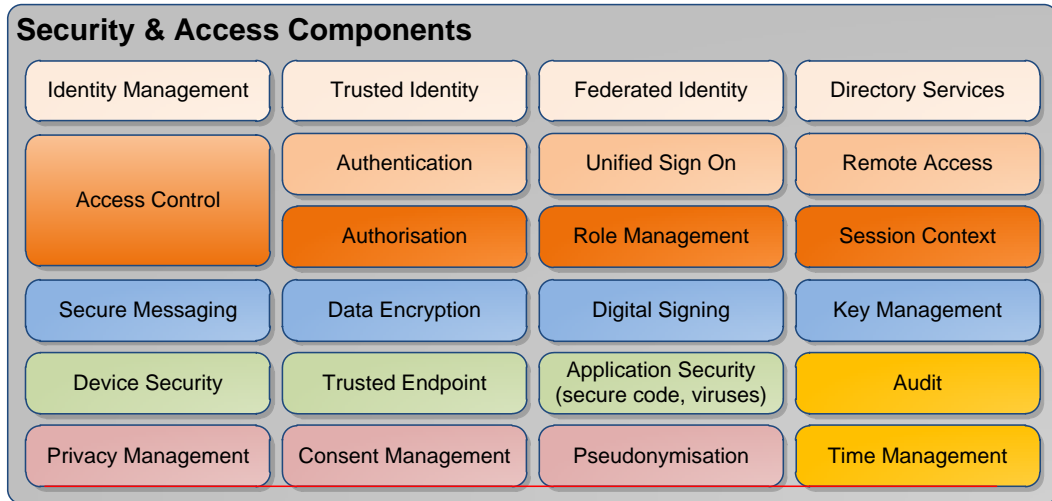 Security & Access Components
Identity Management
Trusted Identity
Federated Identity
Directory Services
Access Control
Authentication
Unified Sign On
Remote Access
Authorisation
Role Management
Session Context
Secure Messaging
Data Encryption
Digital Signing
Key Management
Device Security
Trusted Endpoint
Application Security
(secure code, viruses)
Audit
Privacy Management
Consent Management
Pseudonymisation
Time Management